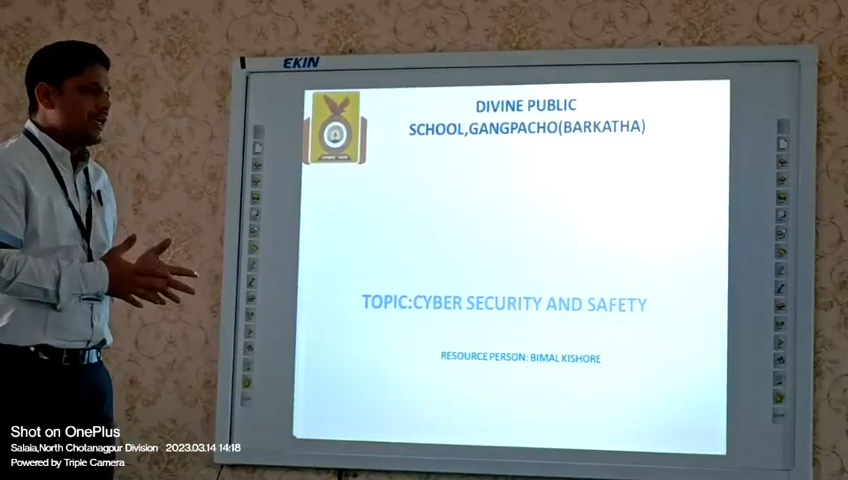 EKIN
DIVINE PUBLIC
SCHOOL,GANGPACHO(BARKATHA)
TOPIC:CYBER SECURITY AND SAFETY
RESOURCE PERSON: BIMAL KISHORE
Shot on OnePlus
Salaia,North Chotanagpur Division 2023.03.14 14:18
Powered by Triple Camera